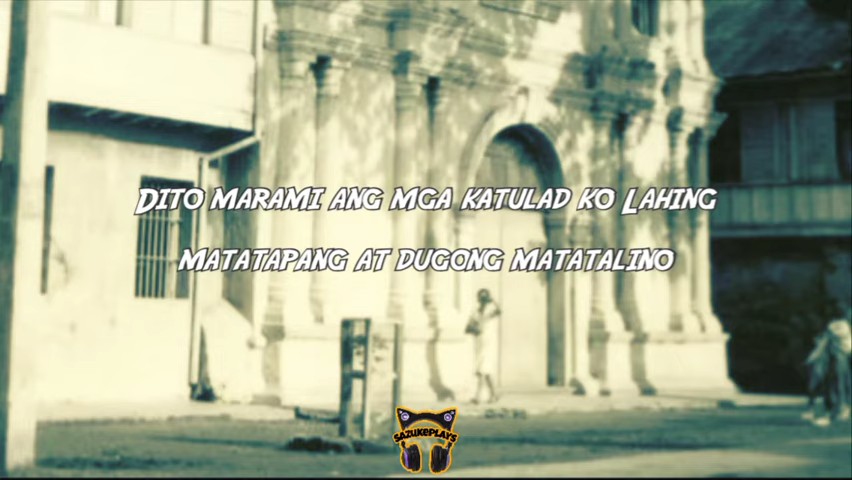 Dito marami ang mga katulad ko Lahing
matatapang at dugong matatalino
SAZUKEPLAYS